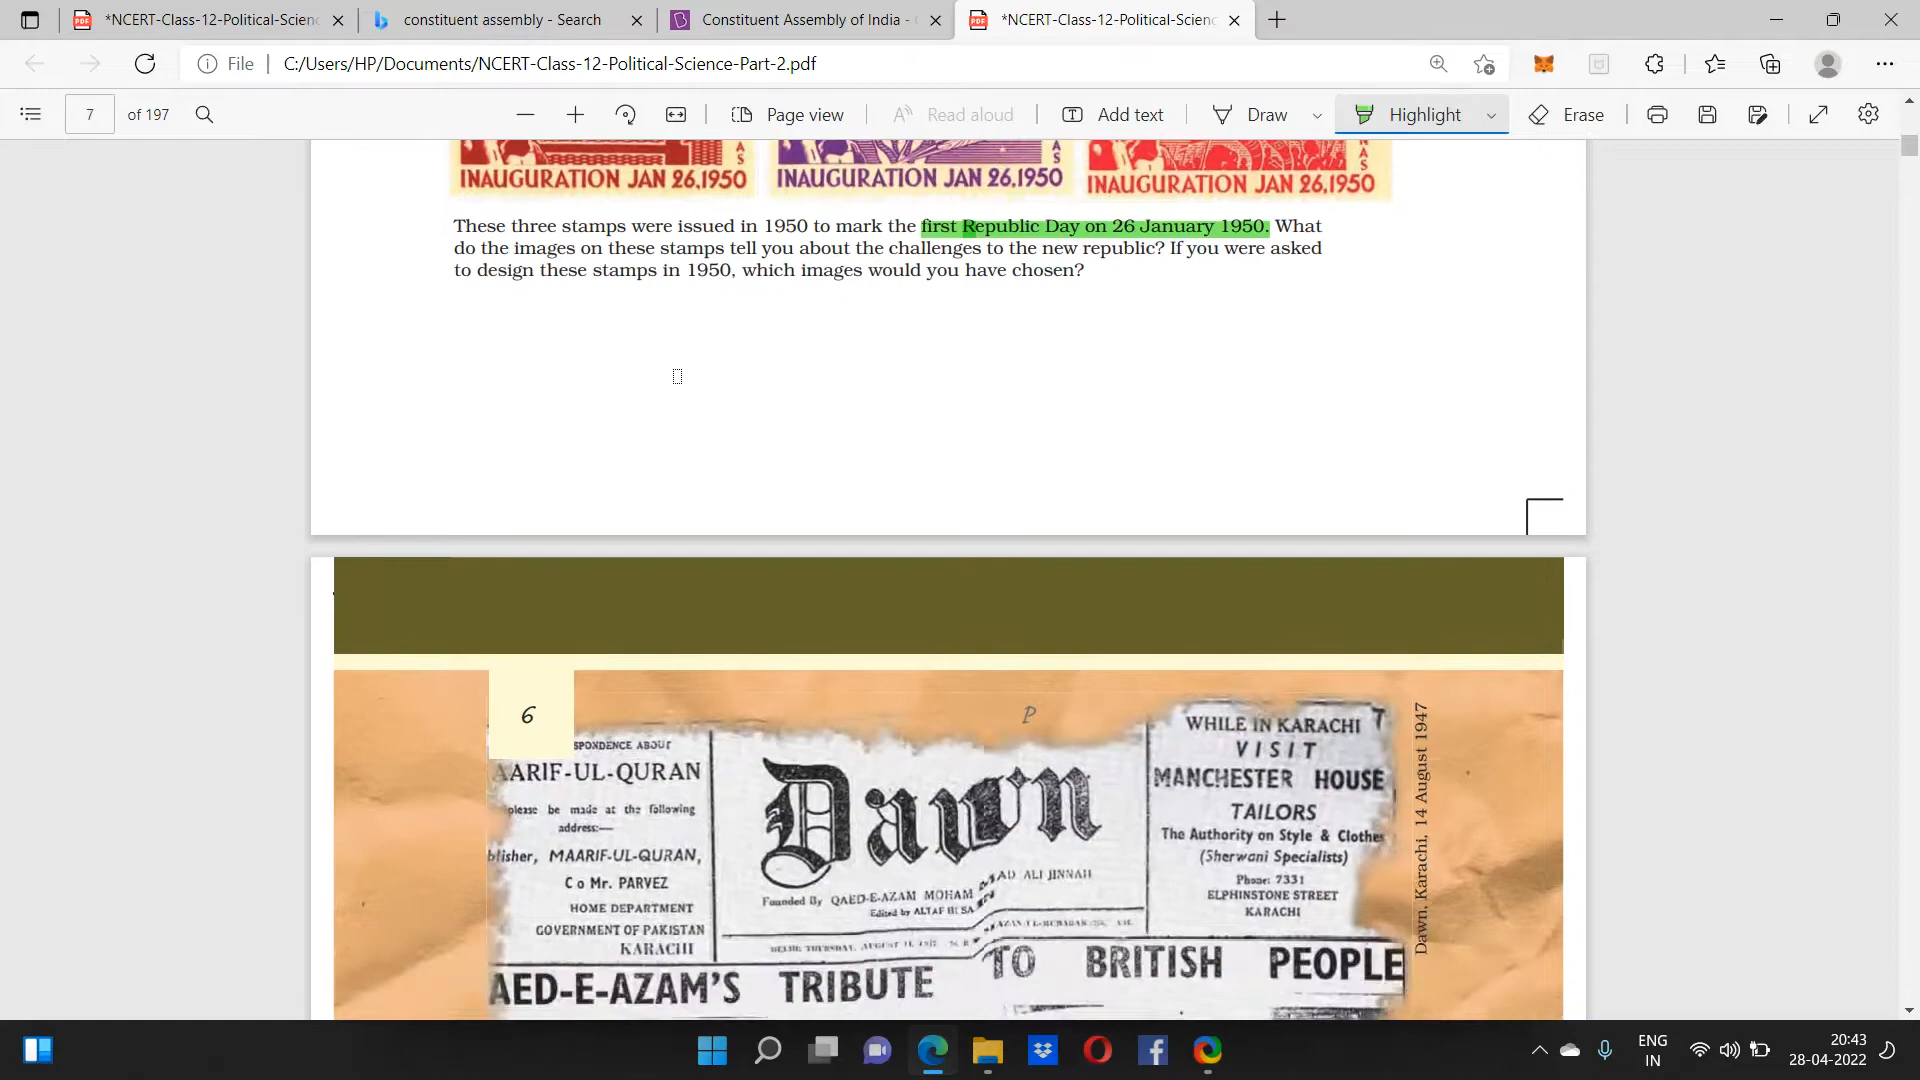 *NCERT-Class-12-Political-Scienc
constituent assembly - Search
Constituent Assembly of India -
*NCERT-Class-12-Political-Scienc
File
C:/Users/HP/Documents/NCERT-Class-12-Political-Science-Part-2.pdf
7 of 197
Page view
Read aloud
Add text
Draw
Highlight
Erase
INAUGURATION JAN 26,1950
INAUGURATION JAN 26,1950
INAUGURATION JAN 26,1950
These three stamps were issued in 1950 to mark the first Republic Day on 26 January 1950. What
do the images on these stamps tell you about the challenges to the new republic? If you were asked
to design these stamps in 1950, which images would you have chosen?
6
P
SPONDENCE ABOUT
AARIF-UL-QURAN
please be made at the following
address:—
blisher, MAARIF-UL-QURAN,
C o Mr. PARVEZ
HOME DEPARTMENT
GOVERNMENT OF PAKISTAN
KARACHI
Dawn
Founded By QAED-E-AZAM MOHAM AD ALI JINNAH
Edited by ALTAF HUSA
WHILE IN KARACHI
VISIT
MANCHESTER HOUSE
TAILORS
The Authority on Style & Clothes
(Sherwani Specialists)
Phone: 7331
ELPHINSTONE STREET
KARACHI
AED-E-AZAM'S TRIBUTE TO BRITISH PEOPLE
Dawn, Karachi, 14 August 1947
ENG
IN
20:43
28-04-2022